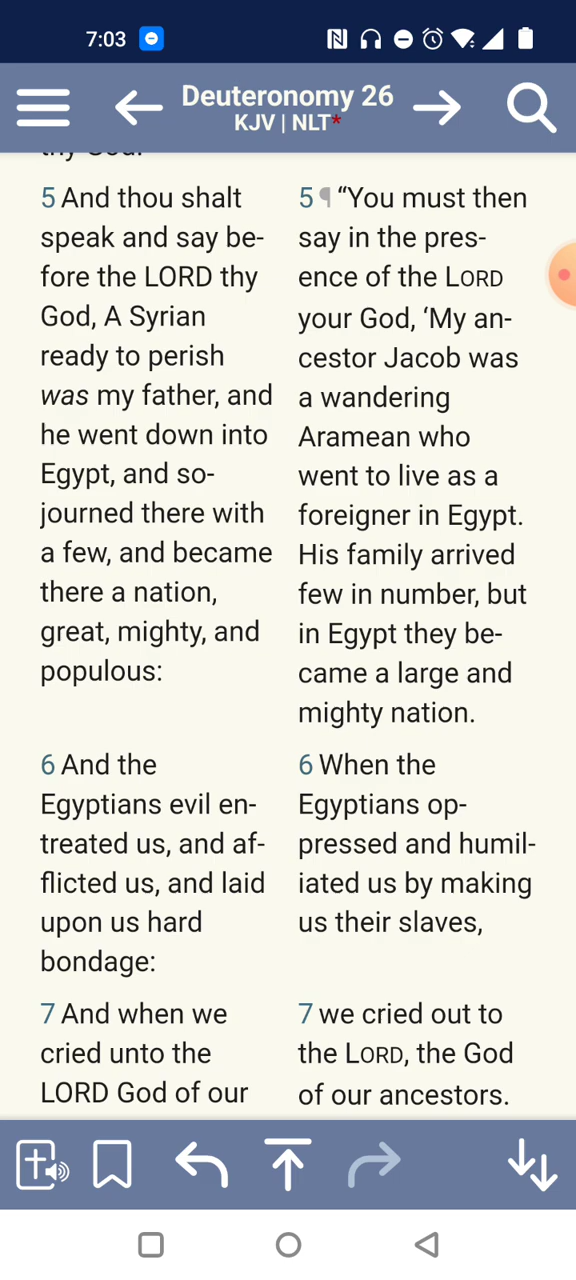 7:03
Deuteronomy 26
KJV | NLT*
thy God.
5 And thou shalt
speak and say be-
fore the LORD thy
God, A Syrian
ready to perish
was my father, and
he went down into
Egypt, and so-
journed there with
a few, and became
there a nation,
great, mighty, and
populous:
5 ¶ “You must then
say in the pres-
ence of the LORD
your God, ‘My an-
cestor Jacob was
a wandering
Aramean who
went to live as a
foreigner in Egypt.
His family arrived
few in number, but
in Egypt they be-
came a large and
mighty nation.
6 And the
Egyptians evil en-
treated us, and af-
flicted us, and laid
upon us hard
bondage:
6 When the
Egyptians op-
pressed and humil-
iated us by making
us their slaves,
7 And when we
cried unto the
LORD God of our
7 we cried out to
the LORD, the God
of our ancestors.